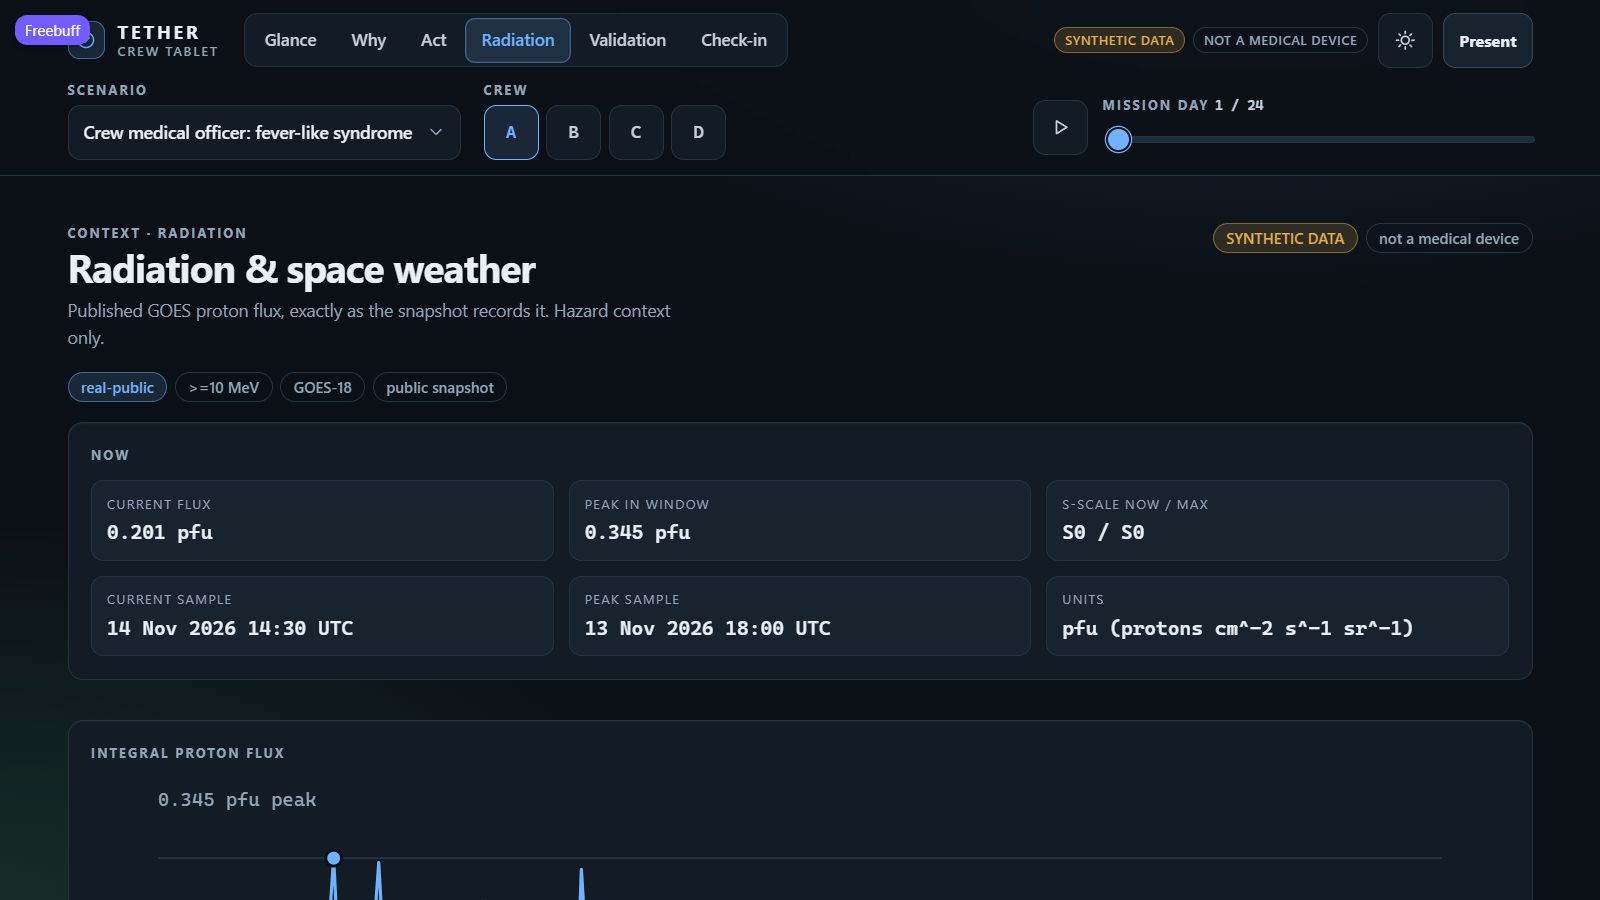 Freebuff
TETHER
CREW TABLET
Glance
Why
Act
Radiation
Validation
Check-in
SYNTHETIC DATA
NOT A MEDICAL DEVICE
Present
SCENARIO
Crew medical officer: fever-like syndrome
CREW
A
B
C
D
MISSION DAY 1 / 24
CONTEXT · RADIATION
Radiation & space weather
Published GOES proton flux, exactly as the snapshot records it. Hazard context
only.
SYNTHETIC DATA
not a medical device
real-public
>=10 MeV
GOES-18
public snapshot
NOW
CURRENT FLUX
0.201 pfu
PEAK IN WINDOW
0.345 pfu
S-SCALE NOW / MAX
S0 / S0
CURRENT SAMPLE
14 Nov 2026 14:30 UTC
PEAK SAMPLE
13 Nov 2026 18:00 UTC
UNITS
pfu (protons cm^-2 s^-1 sr^-1)
INTEGRAL PROTON FLUX
0.345 pfu peak